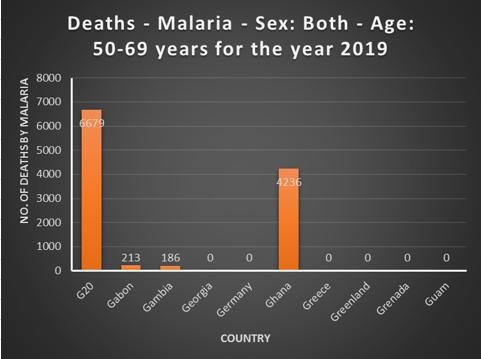 Deaths - Malaria - Sex: Both - Age:
50-69 years for the year 2019
NO. OF DEATHS BY MALARIA
8000
7000
6000
5000
4000
3000
2000
1000
0
6679
213
186
0
0
4236
0
0
0
0
G20
Gabon
Gambia
Georgia
Germany
Ghana
Greece
Greenland
Grenada
Guam
COUNTRY